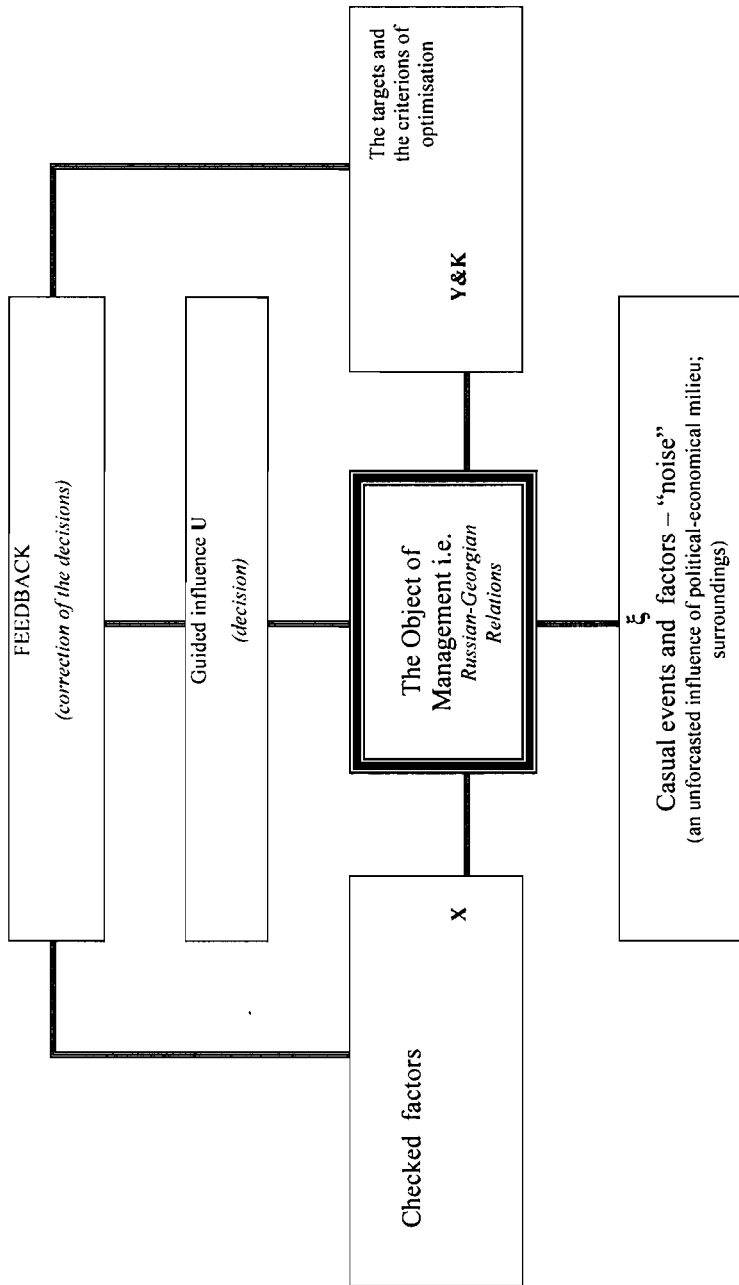 FEEDBACK
(correction of the decisions)
Guided influence U
(decision)
Checked factors
X
The Object of
Management i.e.
Russian-Georgian
Relations
The targets and
the criterions of
optimisation
Y&K
ξ
Casual events and factors – “noise”
(an unforcasted influence of political-economical milieu;
surroundings)